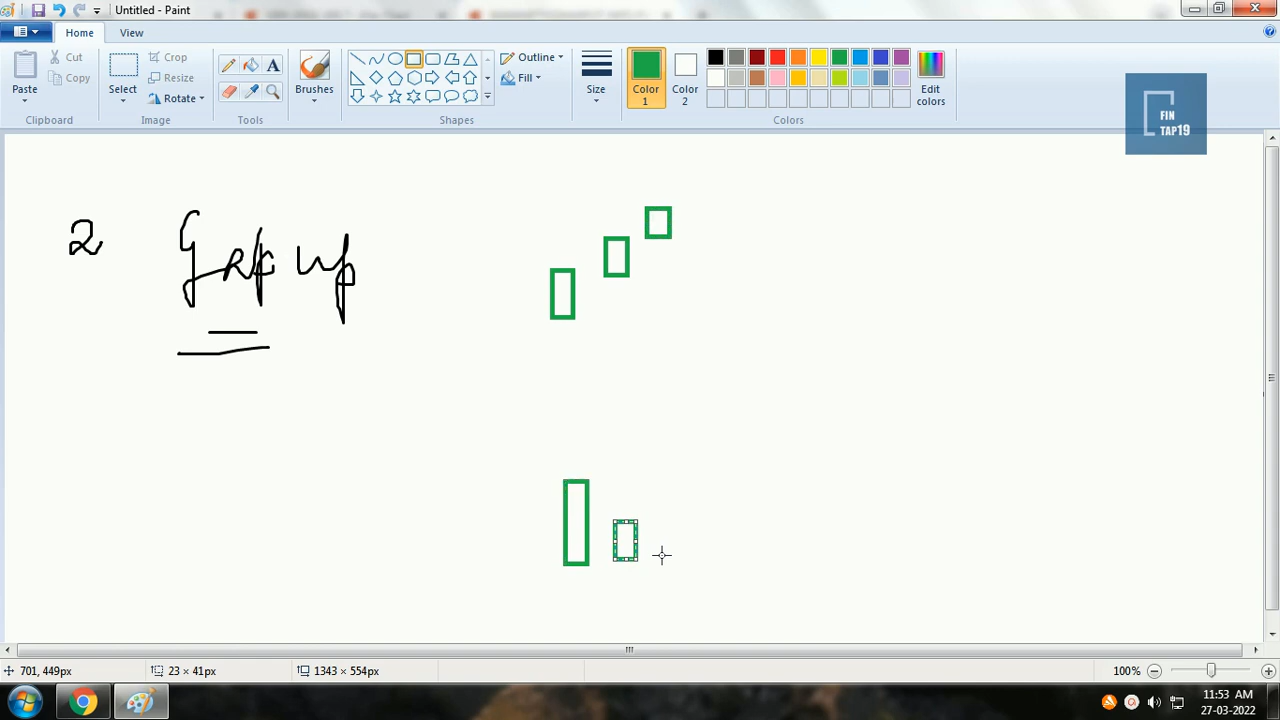 Untitled - Paint
Home
View
Paste
Cut
Copy
Clipboard
Select
Crop
Resize
Rotate
Image
A
Tools
Brushes
Outline
Fill
Shapes
Size
Color 1
Color 2
Edit colors
Colors
FIN
TAP19
2 Gap up
701, 449px
23 × 41px
1343 × 554px
100%
11:53 AM
27-03-2022